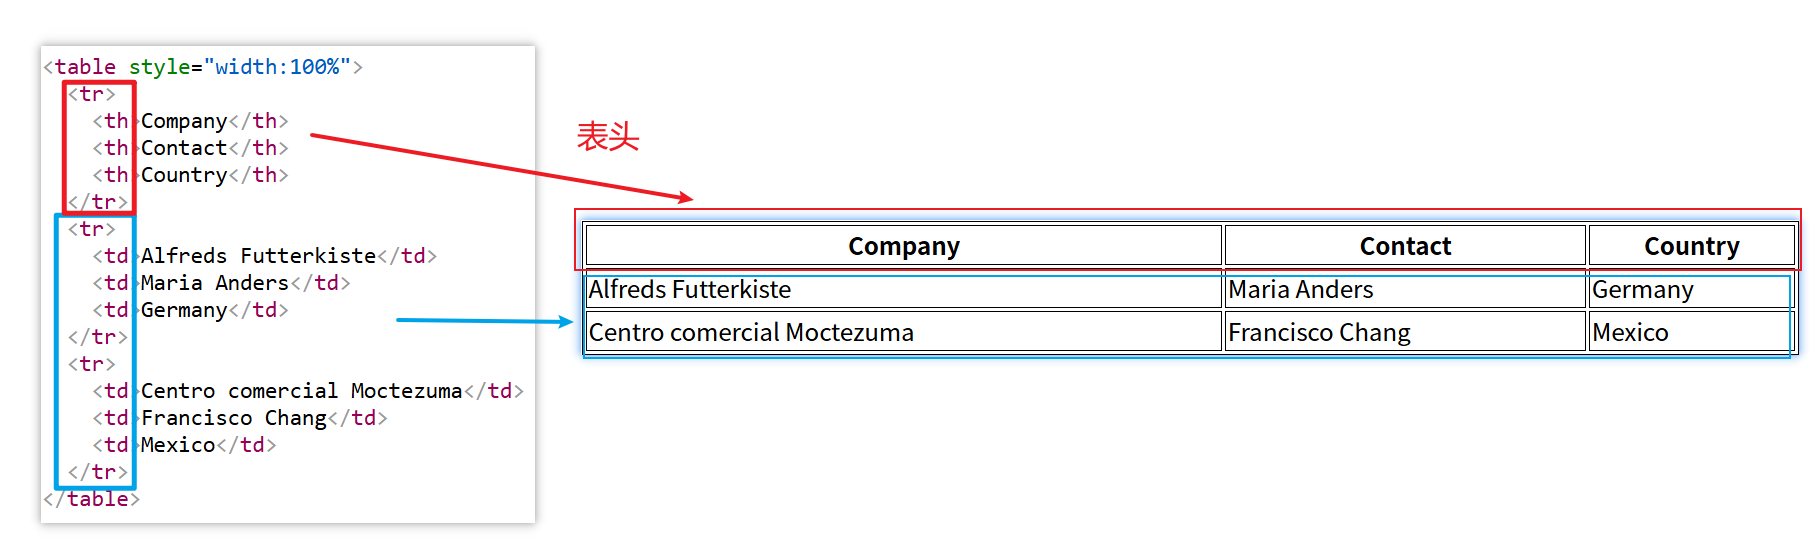 <table style="width:100%">
<tr>
<th>Company</th>
<th>Contact</th>
<th>Country</th>
</tr>
<tr>
<td>Alfreds Futterkiste</td>
<td>Maria Anders</td>
<td>Germany</td>
</tr>
<tr>
<td>Centro comercial Moctezuma</td>
<td>Francisco Chang</td>
<td>Mexico</td>
</tr>
</table>
表头
Company Contact Country
Alfreds Futterkiste Maria Anders Germany
Centro comercial Moctezuma Francisco Chang Mexico